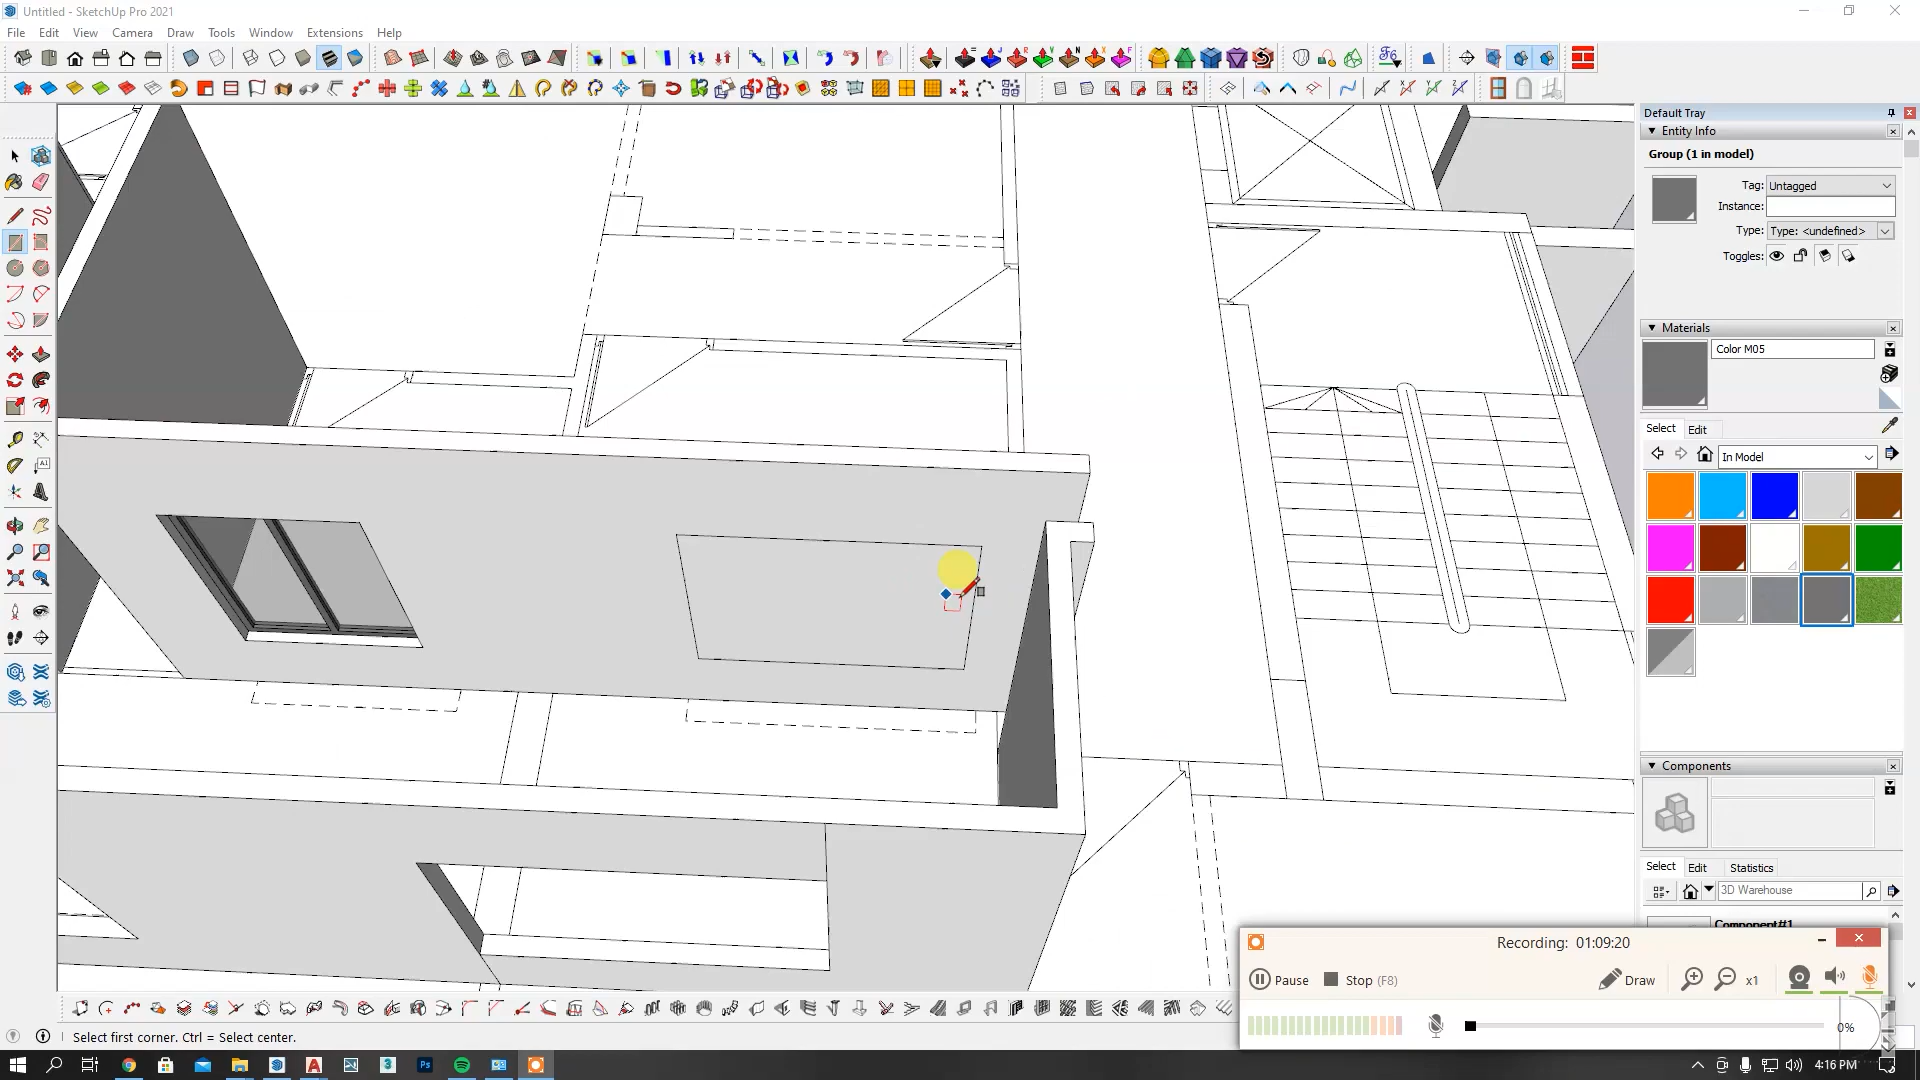 Untitled - SketchUp Pro 2021
File Edit View Camera Draw Tools Window Extensions Help
Default Tray
Entity Info
Group (1 in model)
Tag: Untagged
Instance:
Type: Type: <undefined>
Toggles:
Materials
Color M05
Select Edit
In Model
Components
Select Edit Statistics
3D Warehouse
Component#1
Recording: 01:09:20
Pause Stop (F8) Draw x1
0%
Select first corner. Ctrl = Select center.
4:16 PM